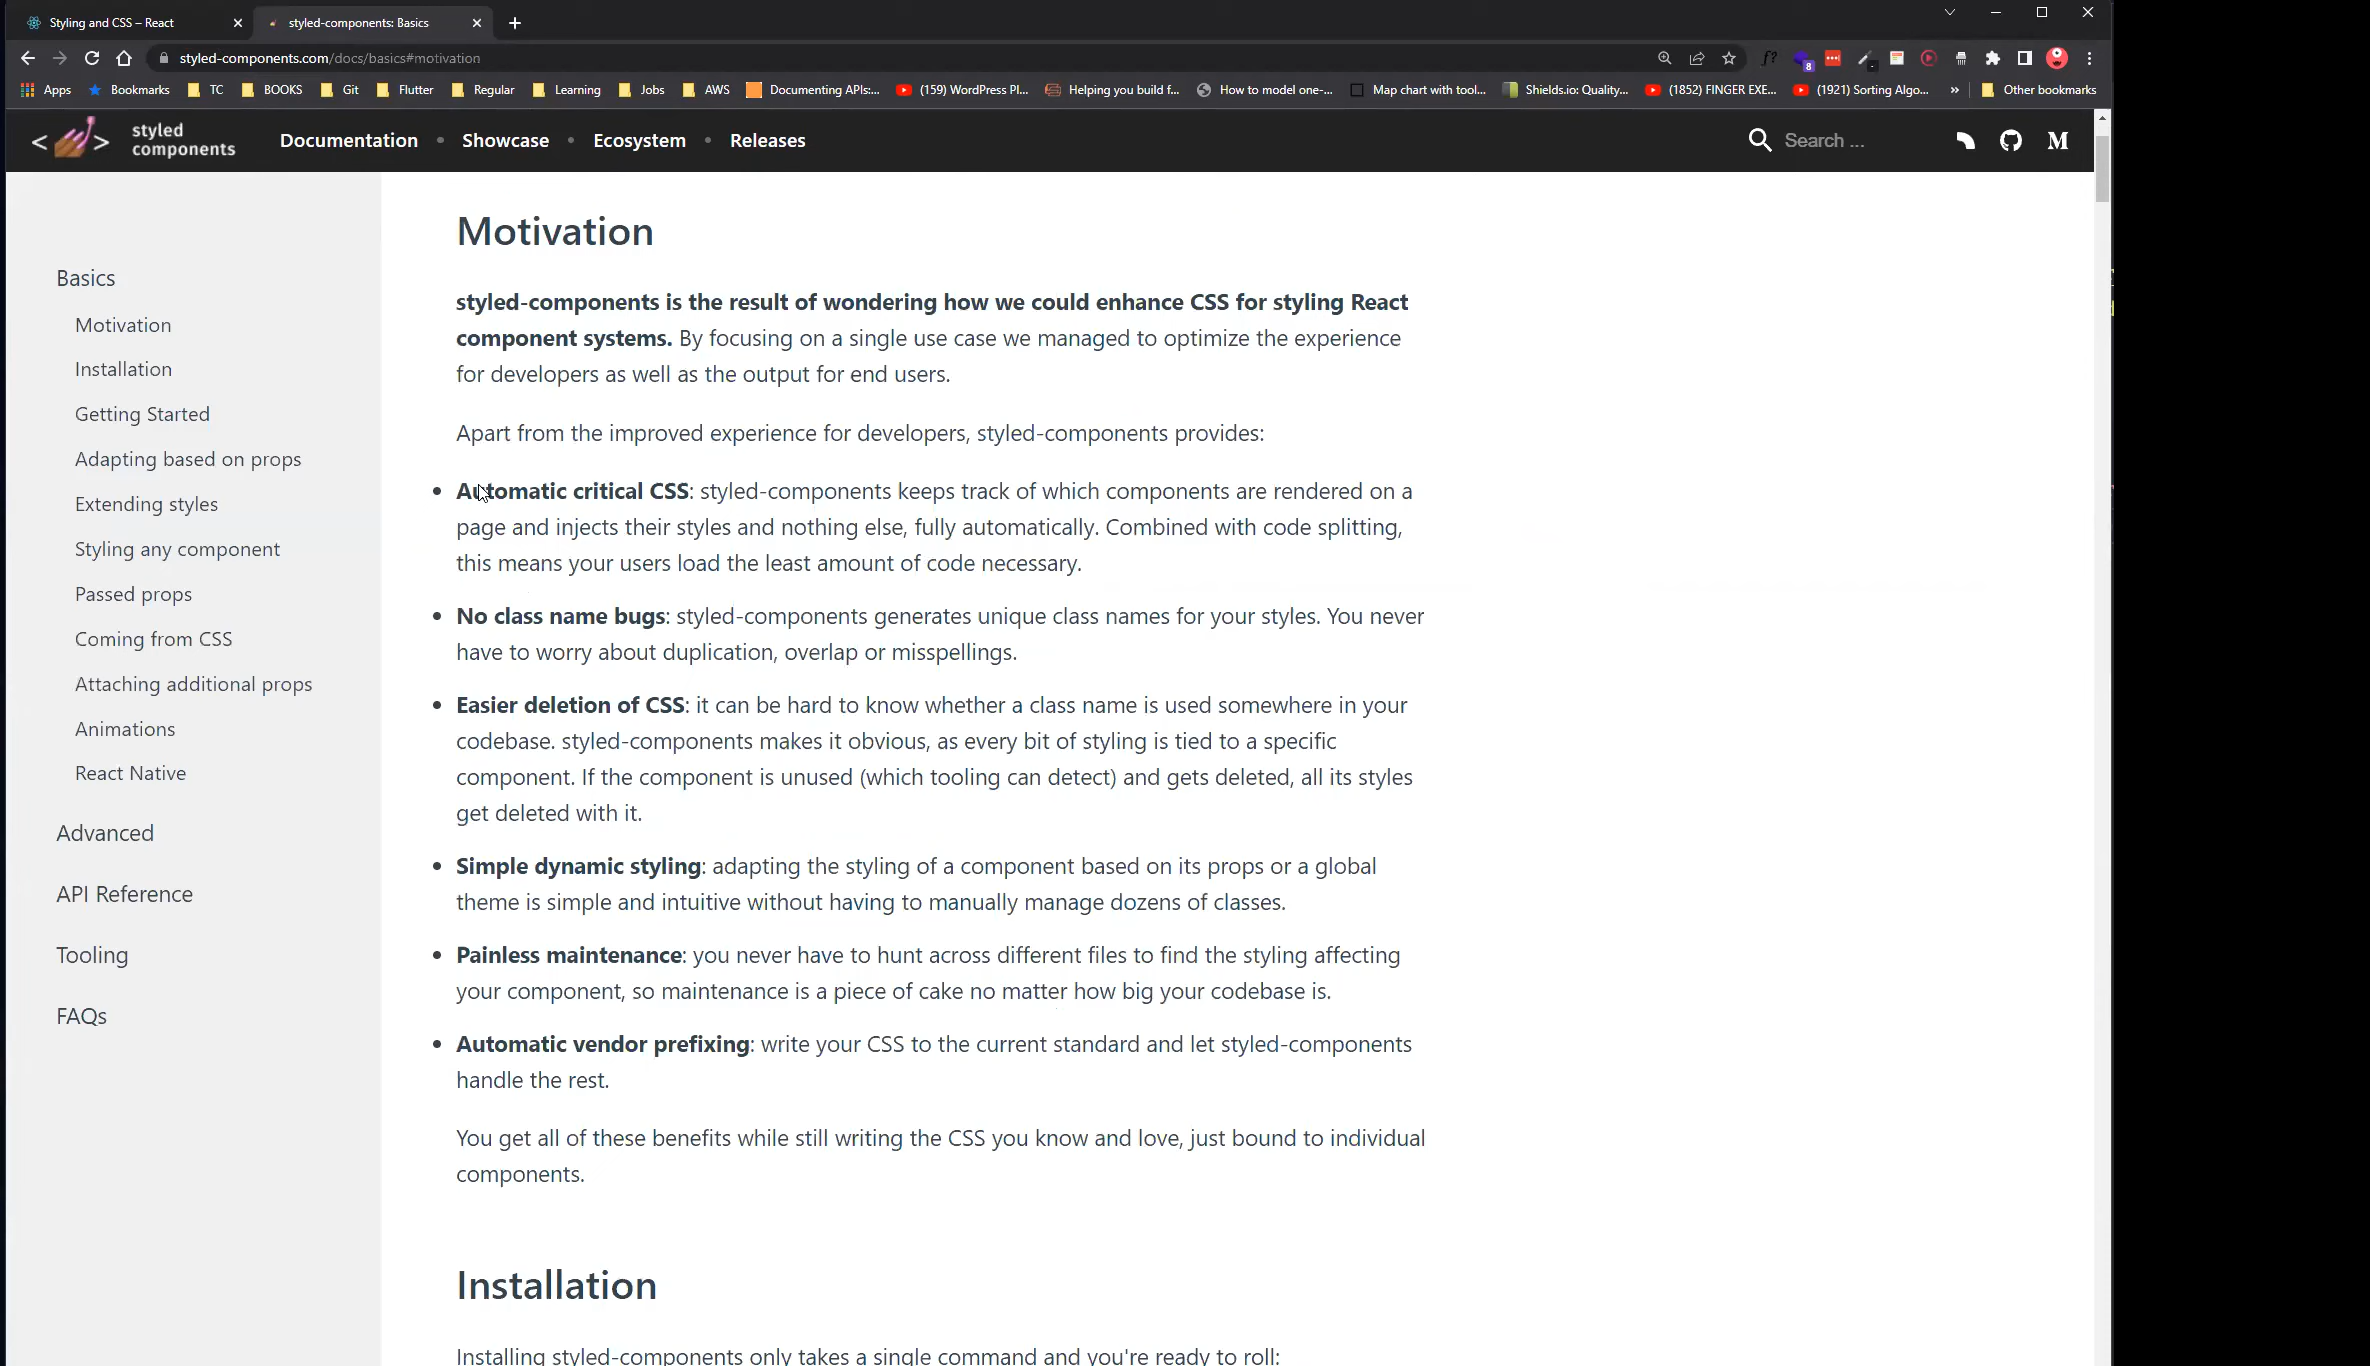 Styling and CSS – React
styled-components: Basics
styled-components.com/docs/basics#motivation
8
Apps
Bookmarks
TC
BOOKS
Git
Flutter
Regular
Learning
Jobs
AWS
Documenting APIs:...
(159) WordPress Pl...
Helping you build f...
How to model one-...
Map chart with tool...
Shields.io: Quality...
(1852) FINGER EXE...
(1921) Sorting Algo...
»
Other bookmarks
< >
styled
components
Documentation • Showcase • Ecosystem • Releases
Search ...
M
Basics
Motivation
Installation
Getting Started
Adapting based on props
Extending styles
Styling any component
Passed props
Coming from CSS
Attaching additional props
Animations
React Native
Advanced
API Reference
Tooling
FAQs
Motivation
styled-components is the result of wondering how we could enhance CSS for styling React
component systems. By focusing on a single use case we managed to optimize the experience
for developers as well as the output for end users.
Apart from the improved experience for developers, styled-components provides:
• Automatic critical CSS: styled-components keeps track of which components are rendered on a
page and injects their styles and nothing else, fully automatically. Combined with code splitting,
this means your users load the least amount of code necessary.
• No class name bugs: styled-components generates unique class names for your styles. You never
have to worry about duplication, overlap or misspellings.
• Easier deletion of CSS: it can be hard to know whether a class name is used somewhere in your
codebase. styled-components makes it obvious, as every bit of styling is tied to a specific
component. If the component is unused (which tooling can detect) and gets deleted, all its styles
get deleted with it.
• Simple dynamic styling: adapting the styling of a component based on its props or a global
theme is simple and intuitive without having to manually manage dozens of classes.
• Painless maintenance: you never have to hunt across different files to find the styling affecting
your component, so maintenance is a piece of cake no matter how big your codebase is.
• Automatic vendor prefixing: write your CSS to the current standard and let styled-components
handle the rest.
You get all of these benefits while still writing the CSS you know and love, just bound to individual
components.
Installation
Installing styled-components only takes a single command and you're ready to roll: